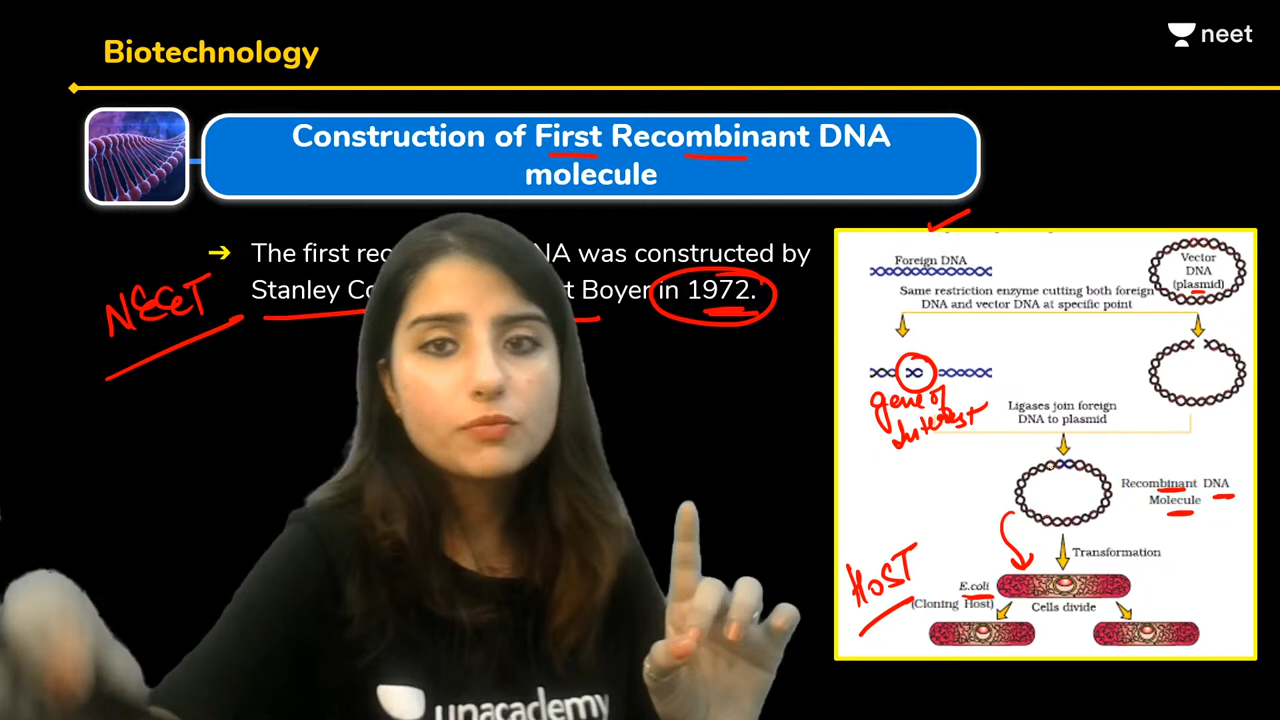 Biotechnology
neet
Construction of First Recombinant DNA
molecule
➔ The first NA was constructed by
Stanley Boyer in 1972.
NEET
Foreign DNA
Vector
DNA
(plasmid)
Same restriction enzyme cutting both foreign
DNA and vector DNA at specific point
gene of
interest
Ligases join foreign
DNA to plasmid
Recombinant DNA
Molecule
Transformation
HOST
E.coli
(Cloning Host)
Cells divide
unacademy